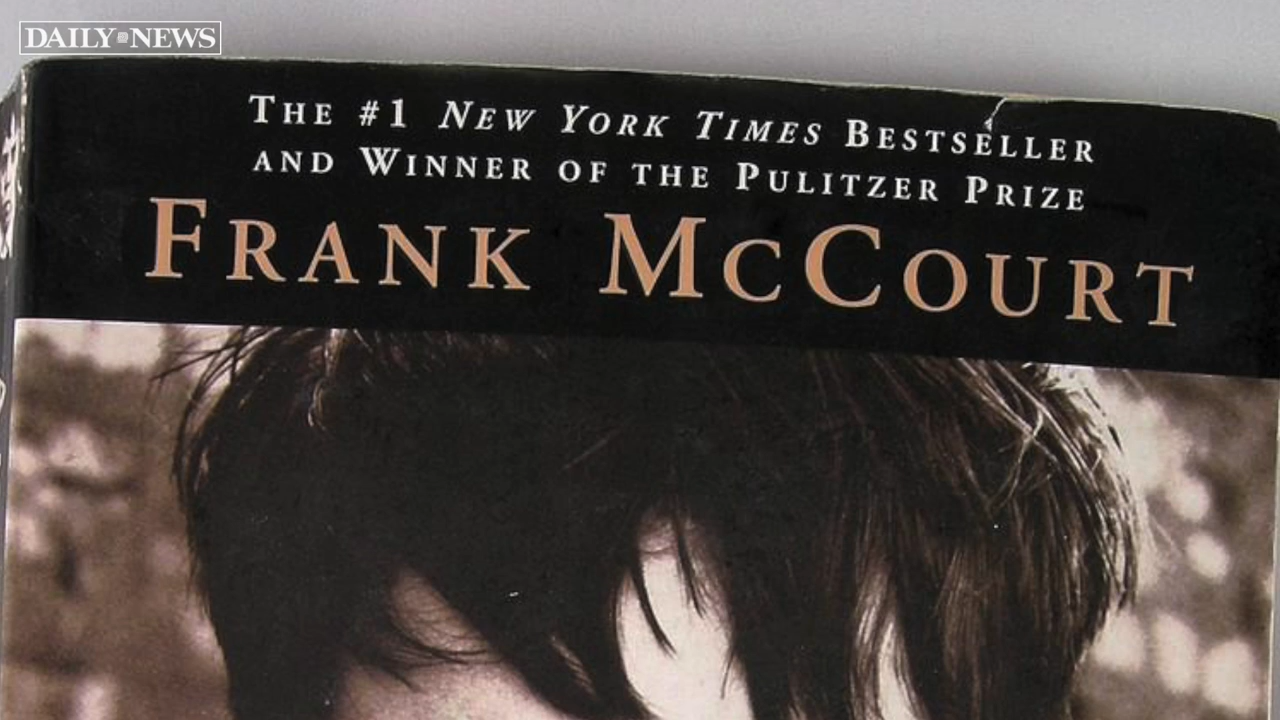 DAILY NEWS
THE #1 NEW YORK TIMES BESTSELLER
AND WINNER OF THE PULITZER PRIZE
FRANK MCCOURT